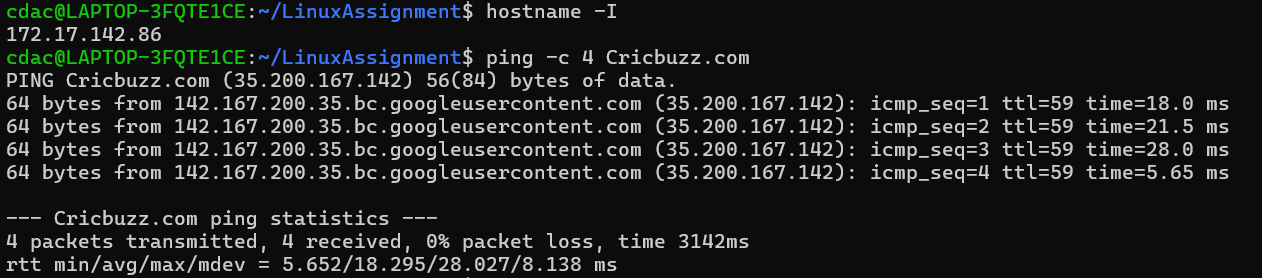 cdac@LAPTOP-3FQTE1CE:~/LinuxAssignment$ hostname -I
172.17.142.86
cdac@LAPTOP-3FQTE1CE:~/LinuxAssignment$ ping -c 4 Cricbuzz.com
PING Cricbuzz.com (35.200.167.142) 56(84) bytes of data.
64 bytes from 142.167.200.35.bc.googleusercontent.com (35.200.167.142): icmp_seq=1 ttl=59 time=18.0 ms
64 bytes from 142.167.200.35.bc.googleusercontent.com (35.200.167.142): icmp_seq=2 ttl=59 time=21.5 ms
64 bytes from 142.167.200.35.bc.googleusercontent.com (35.200.167.142): icmp_seq=3 ttl=59 time=28.0 ms
64 bytes from 142.167.200.35.bc.googleusercontent.com (35.200.167.142): icmp_seq=4 ttl=59 time=5.65 ms
--- Cricbuzz.com ping statistics ---
4 packets transmitted, 4 received, 0% packet loss, time 3142ms
rtt min/avg/max/mdev = 5.652/18.295/28.027/8.138 ms